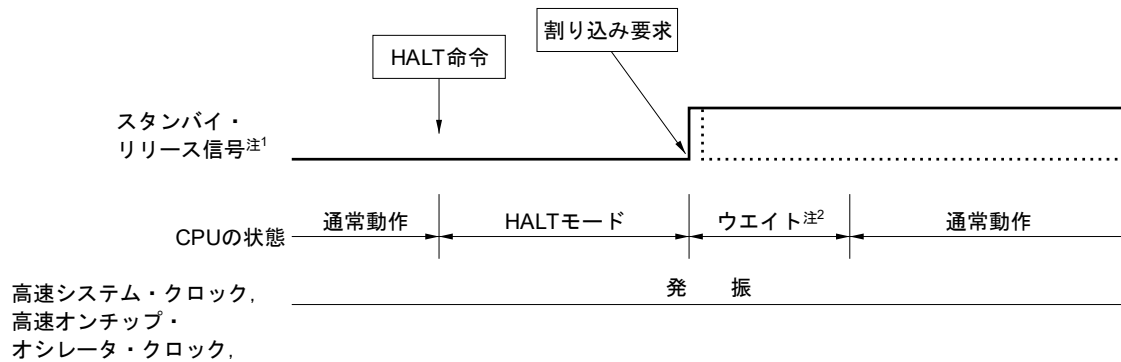 割り込み要求
HALT命令
スタンバイ・
リリース信号注1
通常動作
HALTモード
ウエイト注2
通常動作
CPUの状態
発 振
高速システム・クロック,
高速オンチップ・
オシレータ・クロック,